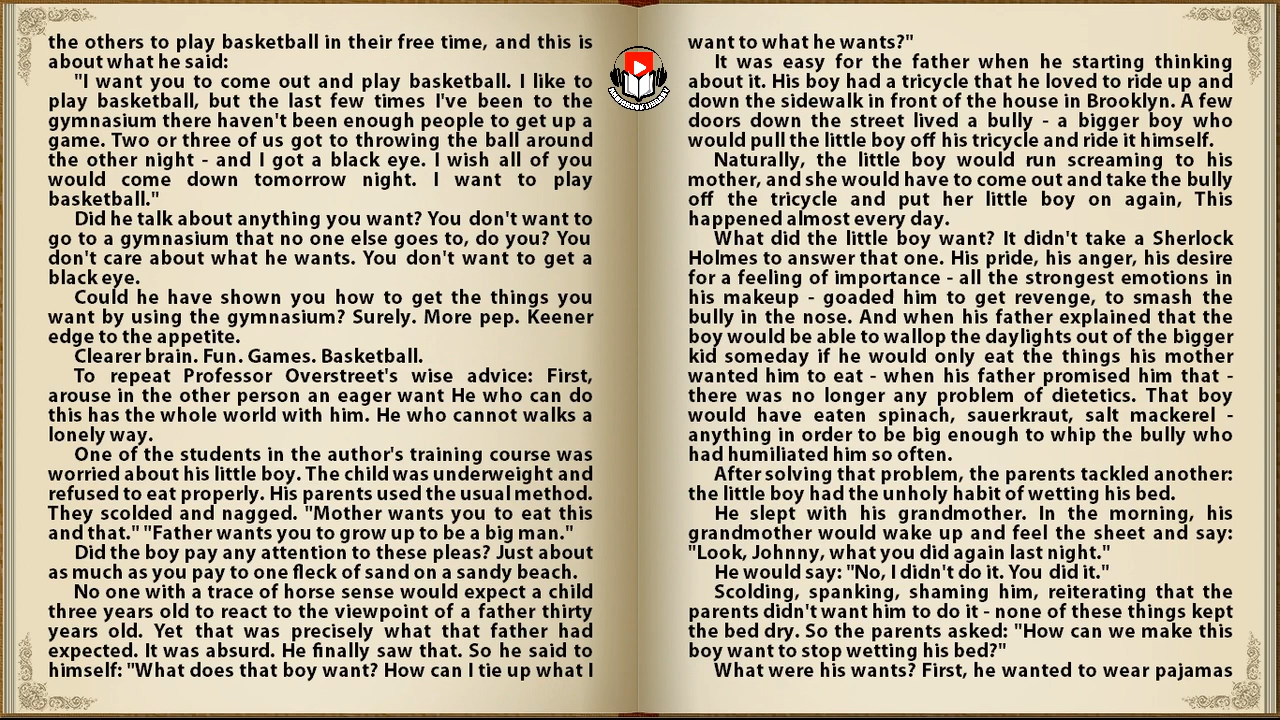 the others to play basketball in their free time, and this is
about what he said:
"I want you to come out and play basketball. I like to
play basketball, but the last few times I've been to the
gymnasium there haven't been enough people to get up a
game. Two or three of us got to throwing the ball around
the other night - and I got a black eye. I wish all of you
would come down tomorrow night. I want to play
basketball."
Did he talk about anything you want? You don't want to
go to a gymnasium that no one else goes to, do you? You
don't care about what he wants. You don't want to get a
black eye.
Could he have shown you how to get the things you
want by using the gymnasium? Surely. More pep. Keener
edge to the appetite.
Clearer brain. Fun. Games. Basketball.
To repeat Professor Overstreet's wise advice: First,
arouse in the other person an eager want He who can do
this has the whole world with him. He who cannot walks a
lonely way.
One of the students in the author's training course was
worried about his little boy. The child was underweight and
refused to eat properly. His parents used the usual method.
They scolded and nagged. "Mother wants you to eat this
and that." "Father wants you to grow up to be a big man."
Did the boy pay any attention to these pleas? Just about
as much as you pay to one fleck of sand on a sandy beach.
No one with a trace of horse sense would expect a child
three years old to react to the viewpoint of a father thirty
years old. Yet that was precisely what that father had
expected. It was absurd. He finally saw that. So he said to
himself: "What does that boy want? How can I tie up what I
want to what he wants?"
It was easy for the father when he starting thinking
about it. His boy had a tricycle that he loved to ride up and
down the sidewalk in front of the house in Brooklyn. A few
doors down the street lived a bully - a bigger boy who
would pull the little boy off his tricycle and ride it himself.
Naturally, the little boy would run screaming to his
mother, and she would have to come out and take the bully
off the tricycle and put her little boy on again, This
happened almost every day.
What did the little boy want? It didn't take a Sherlock
Holmes to answer that one. His pride, his anger, his desire
for a feeling of importance - all the strongest emotions in
his makeup - goaded him to get revenge, to smash the
bully in the nose. And when his father explained that the
boy would be able to wallop the daylights out of the bigger
kid someday if he would only eat the things his mother
wanted him to eat - when his father promised him that -
there was no longer any problem of dietetics. That boy
would have eaten spinach, sauerkraut, salt mackerel -
anything in order to be big enough to whip the bully who
had humiliated him so often.
After solving that problem, the parents tackled another:
the little boy had the unholy habit of wetting his bed.
He slept with his grandmother. In the morning, his
grandmother would wake up and feel the sheet and say:
"Look, Johnny, what you did again last night."
He would say: "No, I didn't do it. You did it."
Scolding, spanking, shaming him, reiterating that the
parents didn't want him to do it - none of these things kept
the bed dry. So the parents asked: "How can we make this
boy want to stop wetting his bed?"
What were his wants? First, he wanted to wear pajamas